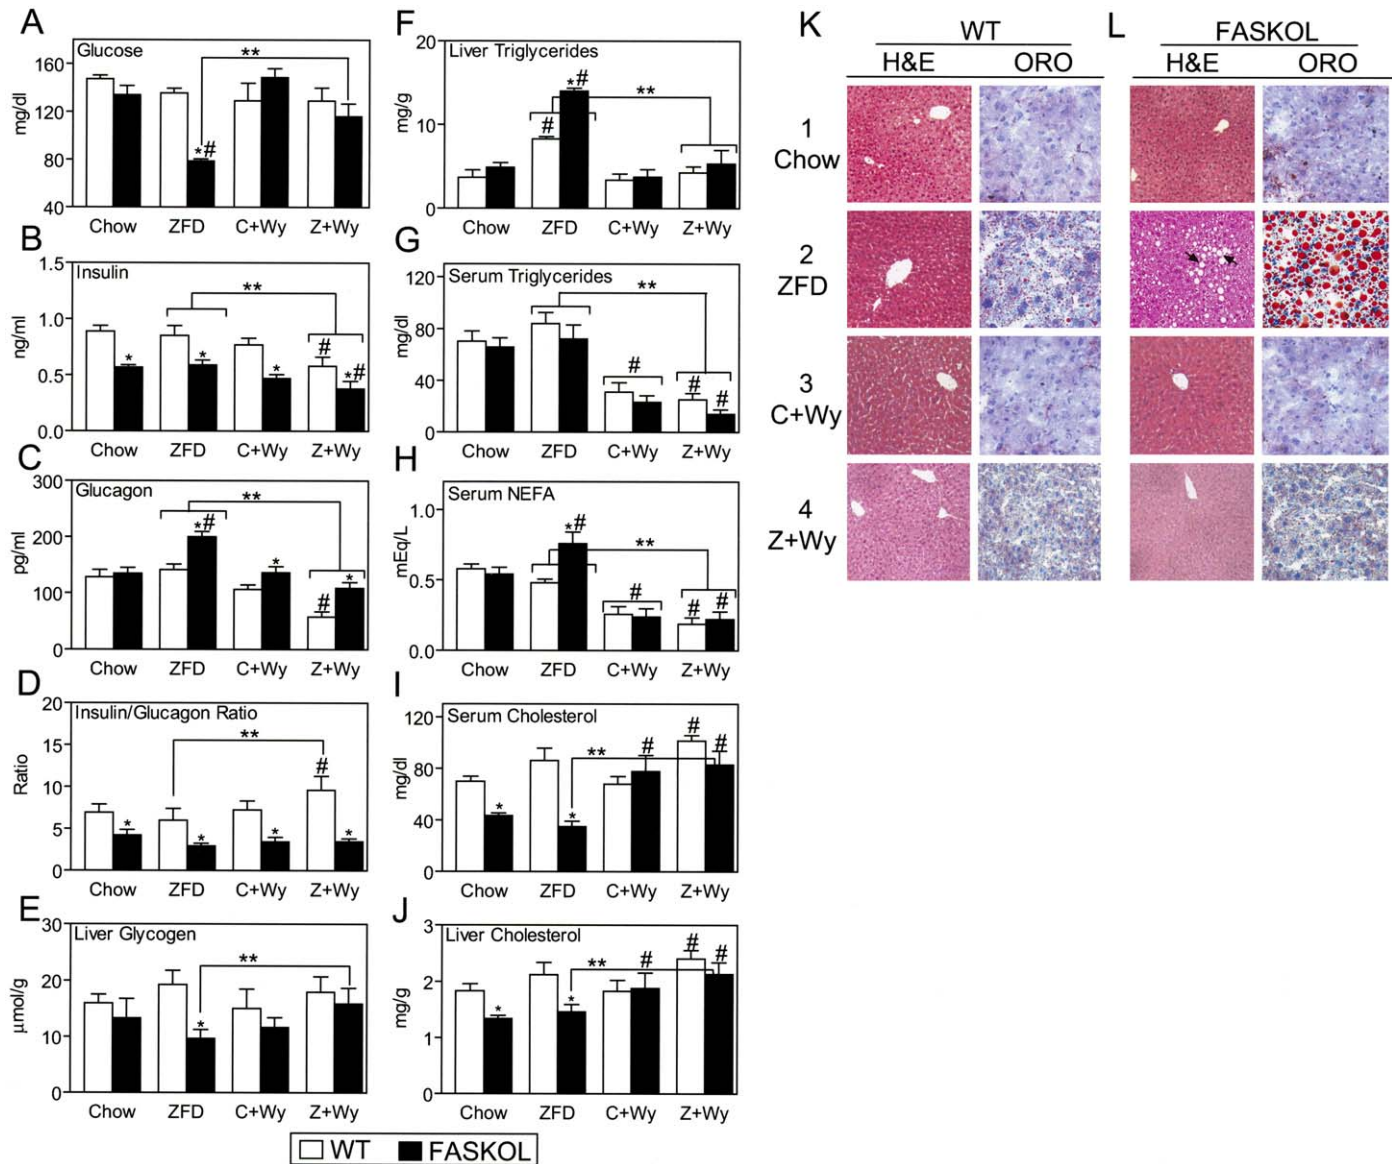 A
Glucose
mg/dl
160
120
80
40
**
*#
Chow ZFD C+Wy Z+Wy
B
Insulin
ng/ml
1.5
1.0
0.5
0.0
**
* * * # *#
Chow ZFD C+Wy Z+Wy
C
Glucagon
pg/ml
300
200
100
0
**
*# * # *
Chow ZFD C+Wy Z+Wy
D
Insulin/Glucagon Ratio
Ratio
20
15
10
5
0
**
* * * # *
Chow ZFD C+Wy Z+Wy
E
Liver Glycogen
µmol/g
30
20
10
0
**
*
Chow ZFD C+Wy Z+Wy
F
Liver Triglycerides
mg/g
20
10
0
**
# *#
Chow ZFD C+Wy Z+Wy
G
Serum Triglycerides
mg/dl
120
80
40
0
**
# # #
Chow ZFD C+Wy Z+Wy
H
Serum NEFA
mEq/L
1.0
0.5
0.0
**
*# # # #
Chow ZFD C+Wy Z+Wy
I
Serum Cholesterol
mg/dl
120
80
40
0
**
* * # # #
Chow ZFD C+Wy Z+Wy
J
Liver Cholesterol
mg/g
3
2
1
0
**
* * # # #
Chow ZFD C+Wy Z+Wy
WT FASKOL
K
WT
H&E ORO
L
FASKOL
H&E ORO
1
Chow
2
ZFD
3
C+Wy
4
Z+Wy